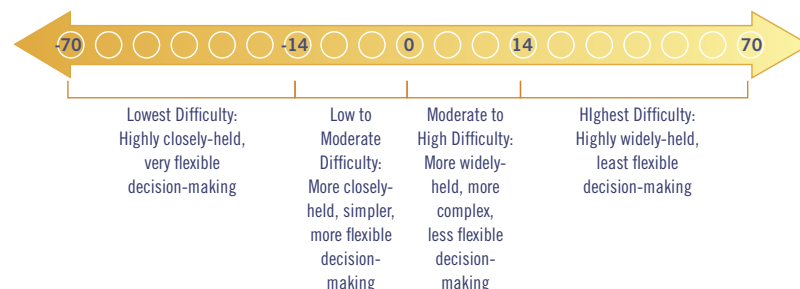 -70 -14 0 14 70
Lowest Difficulty:
Highly closely-held,
very flexible
decision-making
Low to
Moderate
Difficulty:
More closely-
held, simpler,
more flexible
decision-
making
Moderate to
High Difficulty:
More widely-
held, more
complex,
less flexible
decision-
making
HIghest Difficulty:
Highly widely-held,
least flexible
decision-making